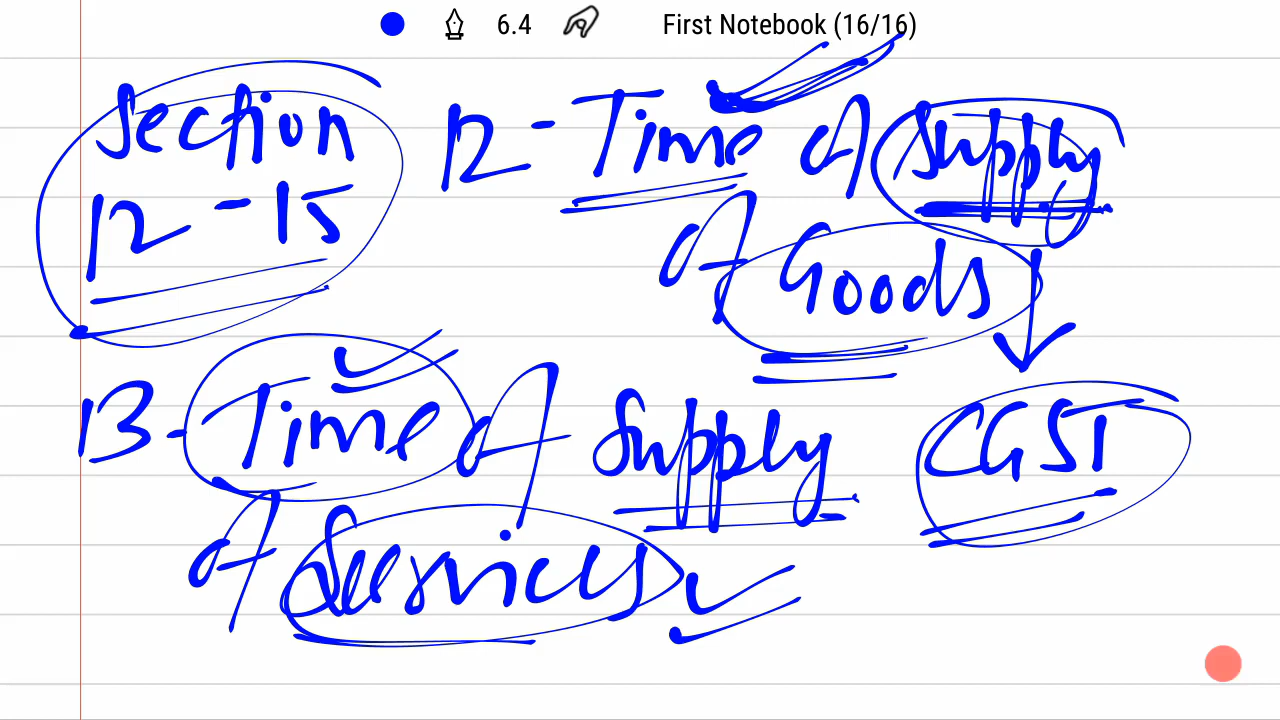 6.4 First Notebook (16/16)
Section 12 - Time of Supply
12 - 15 of Goods
13 - Time of Supply CGST
of Services